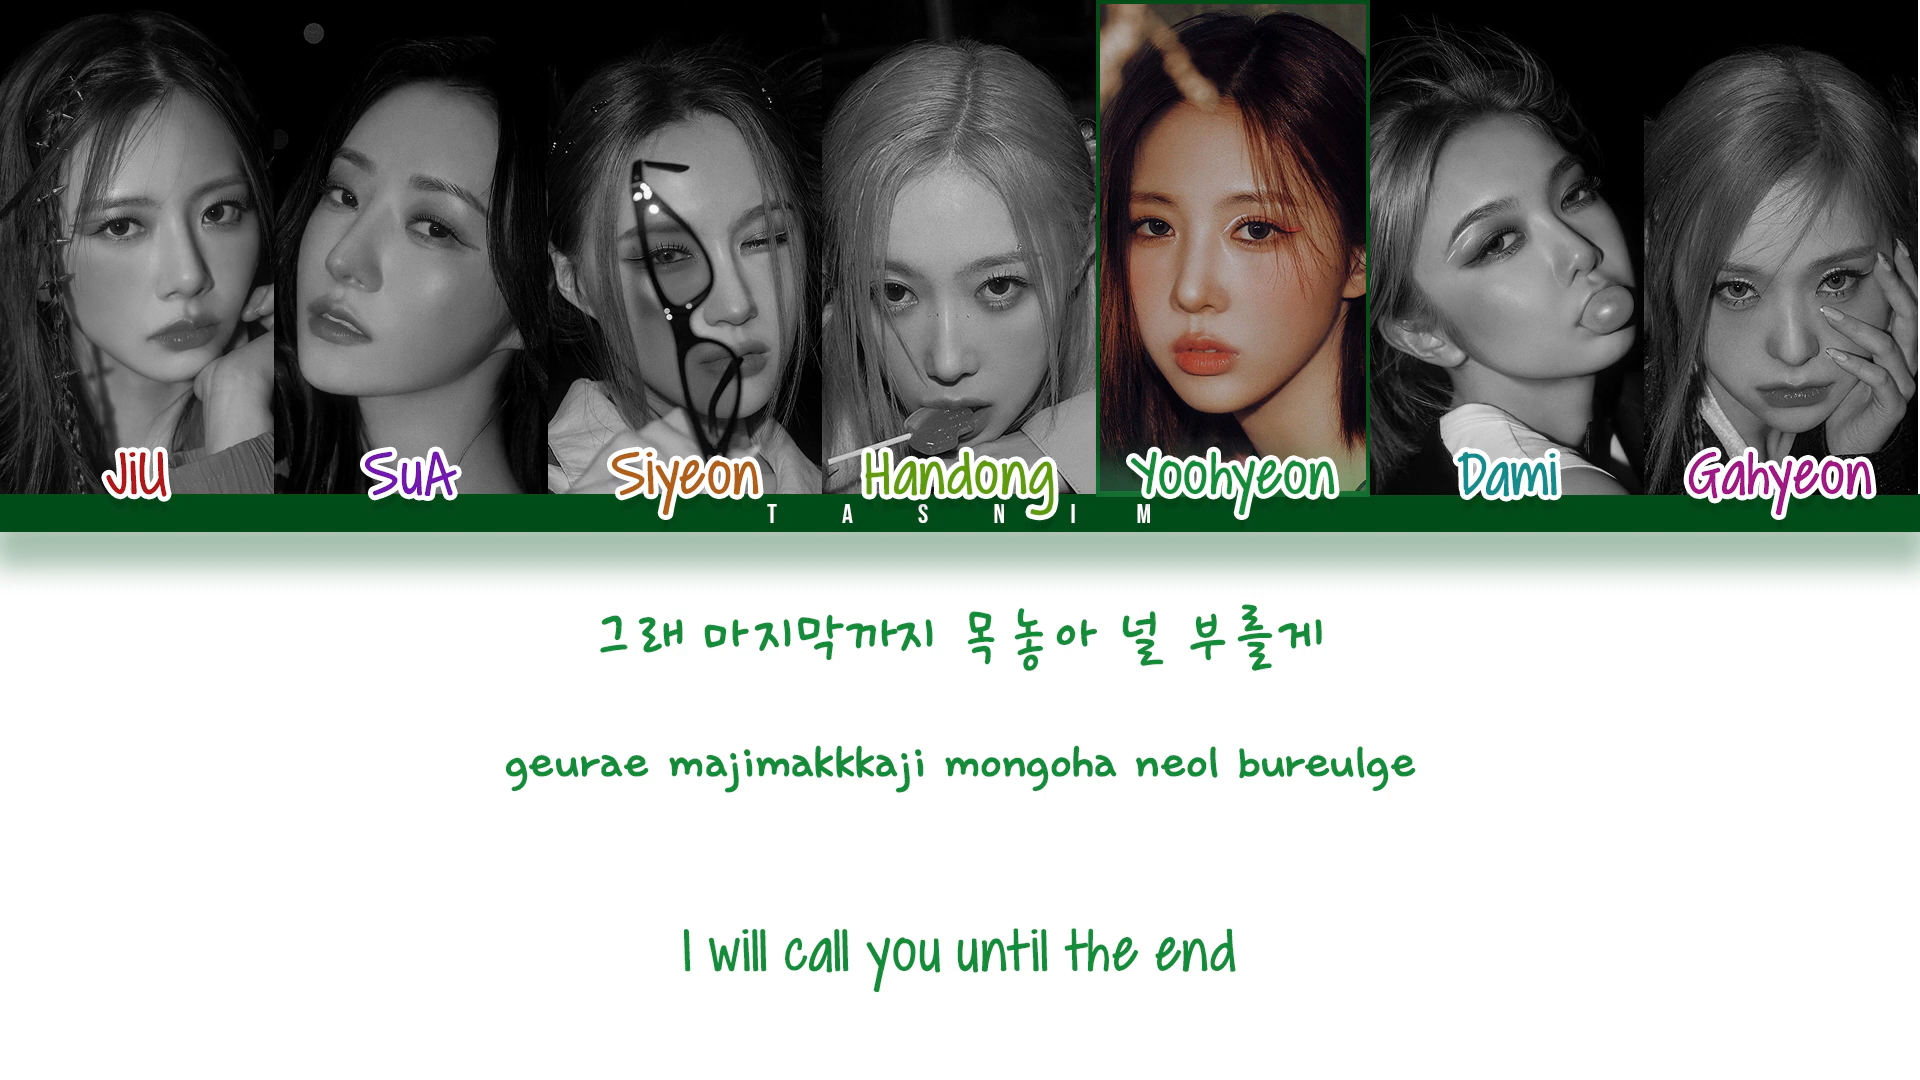 JiU SuA Siyeon Handong Yoohyeon Dami Gahyeon
TASNIM
그래 마지막까지 목 놓아 널 부를게
geurae majimakkkaji mongoha neol bureulge
I will call you until the end